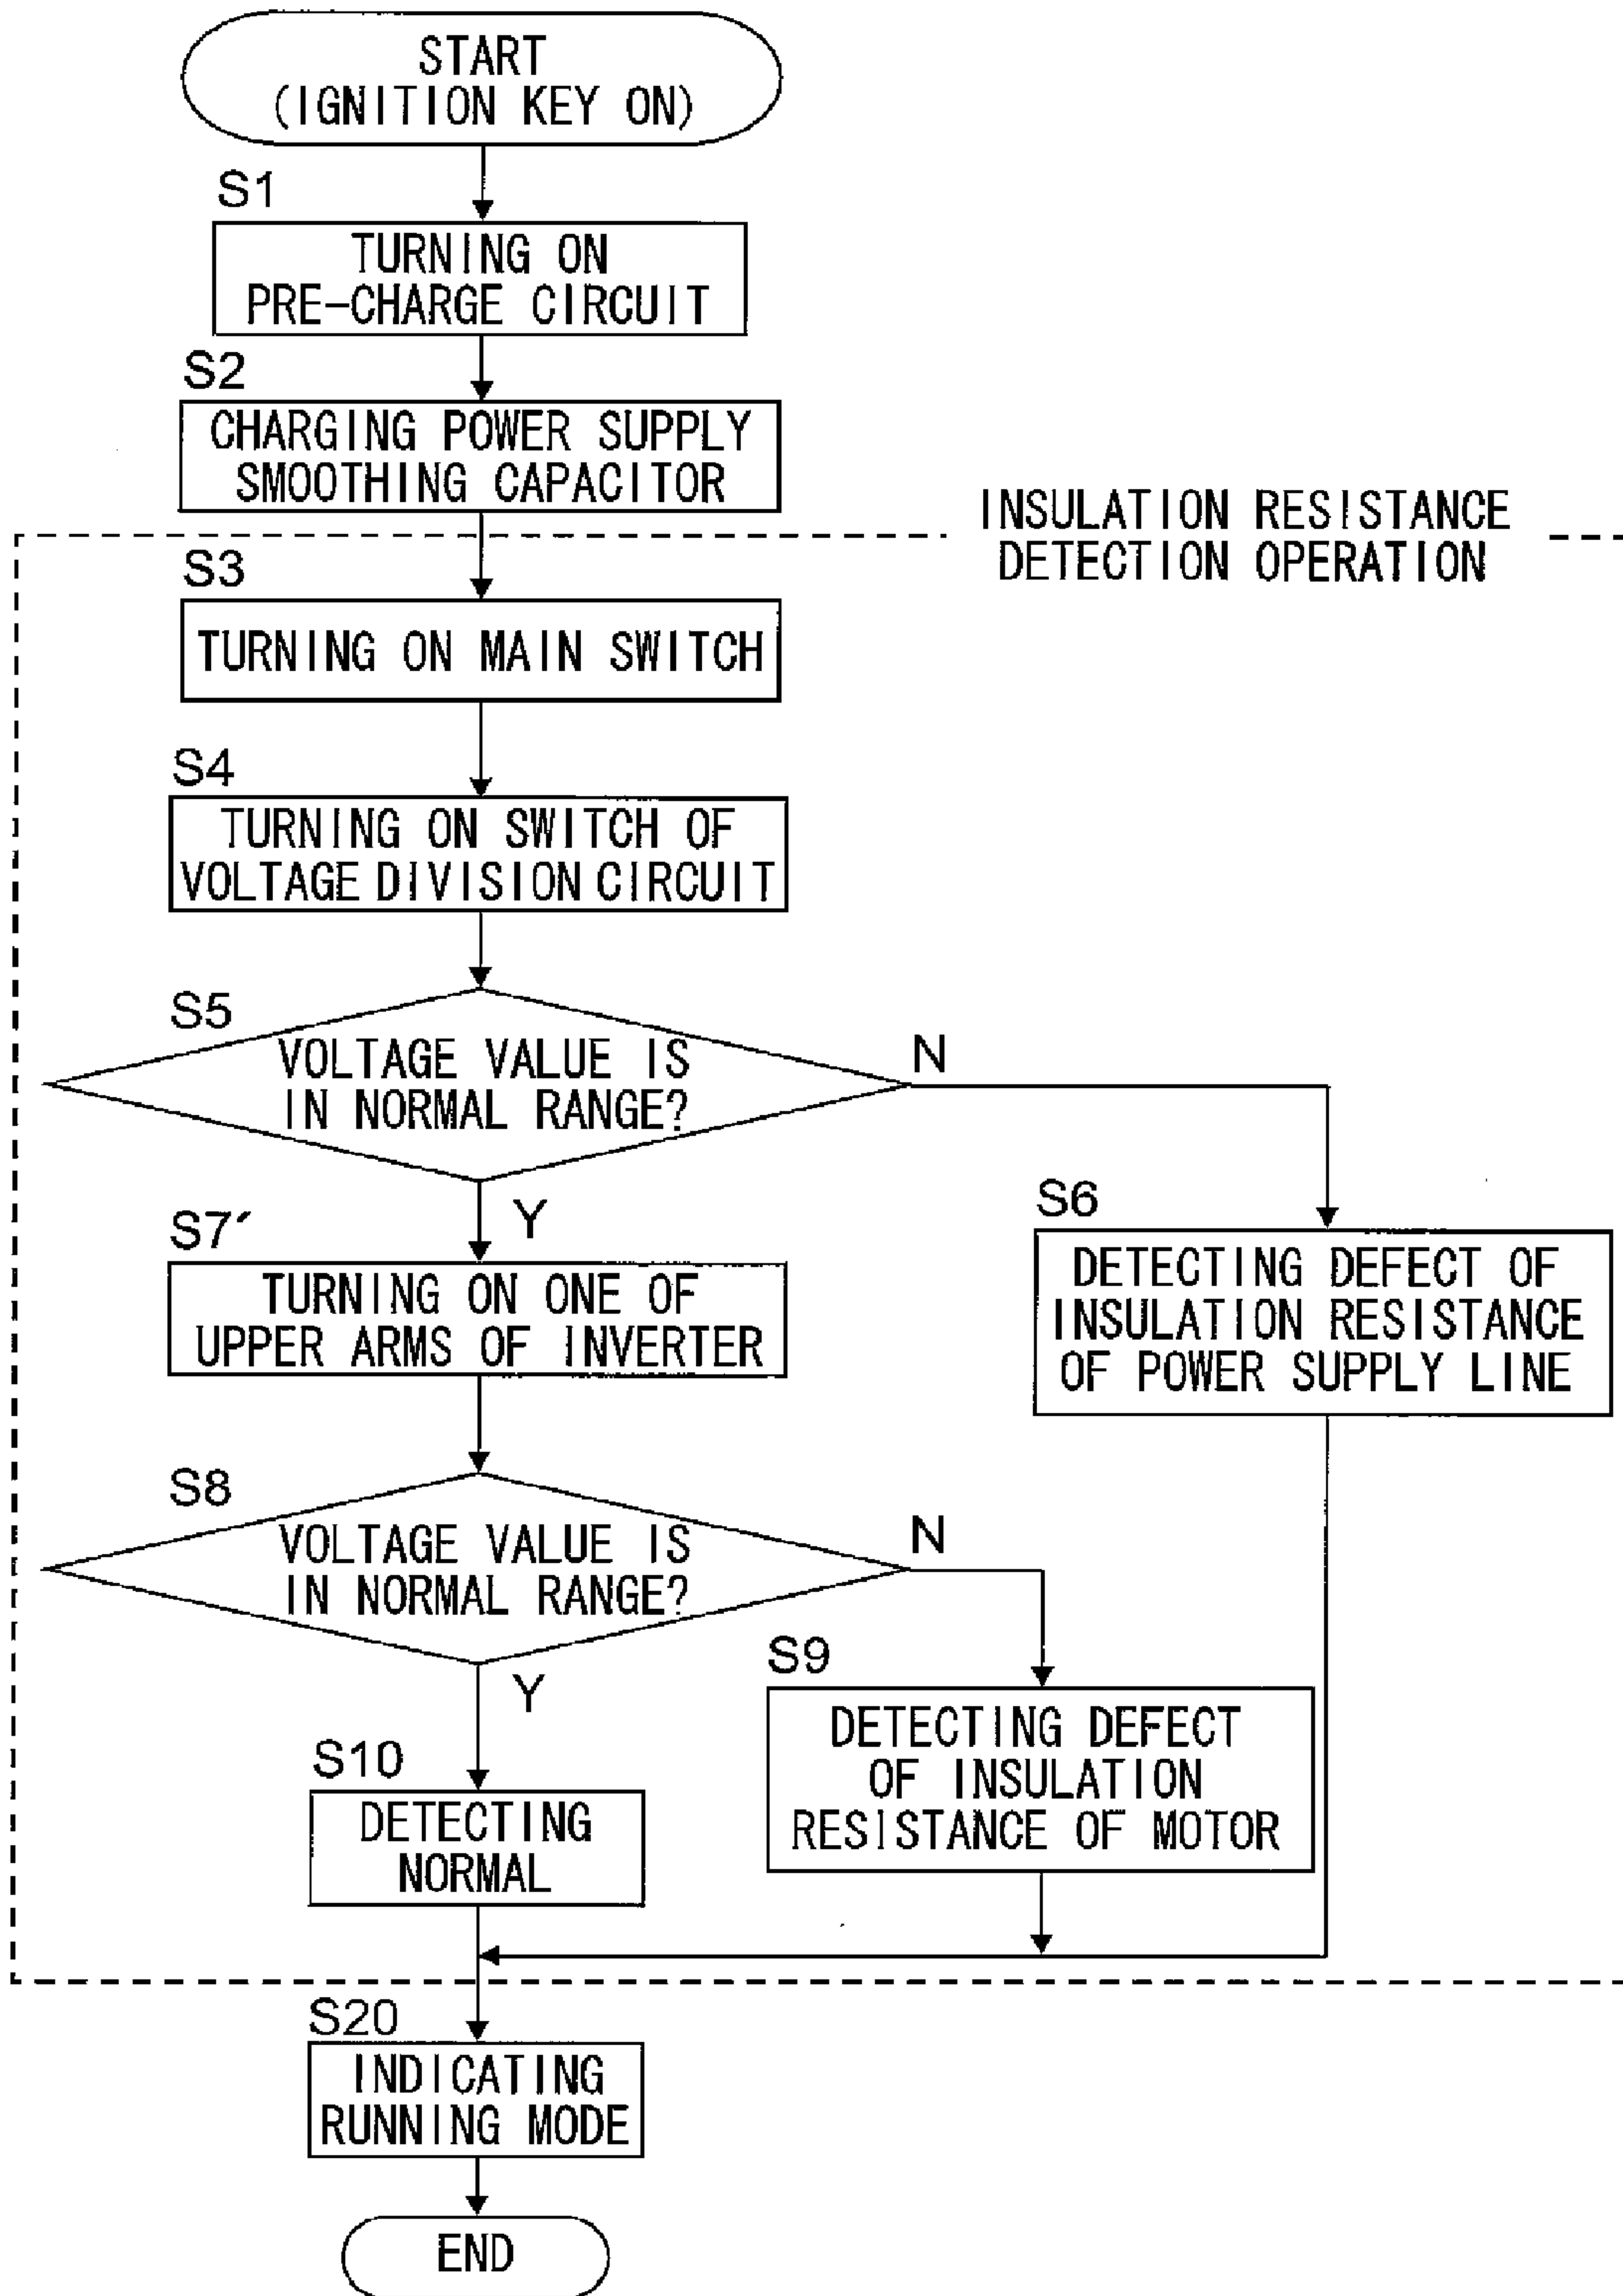 START
(IGNITION KEY ON)
S1
TURNING ON
PRE-CHARGE CIRCUIT
S2
CHARGING POWER SUPPLY
SMOOTHING CAPACITOR
INSULATION RESISTANCE
DETECTION OPERATION
S3
TURNING ON MAIN SWITCH
S4
TURNING ON SWITCH OF
VOLTAGE DIVISION CIRCUIT
S5
VOLTAGE VALUE IS
IN NORMAL RANGE?
N
Y
S6
DETECTING DEFECT OF
INSULATION RESISTANCE
OF POWER SUPPLY LINE
S7´
TURNING ON ONE OF
UPPER ARMS OF INVERTER
S8
VOLTAGE VALUE IS
IN NORMAL RANGE?
N
Y
S9
DETECTING DEFECT
OF INSULATION
RESISTANCE OF MOTOR
S10
DETECTING
NORMAL
S20
INDICATING
RUNNING MODE
END